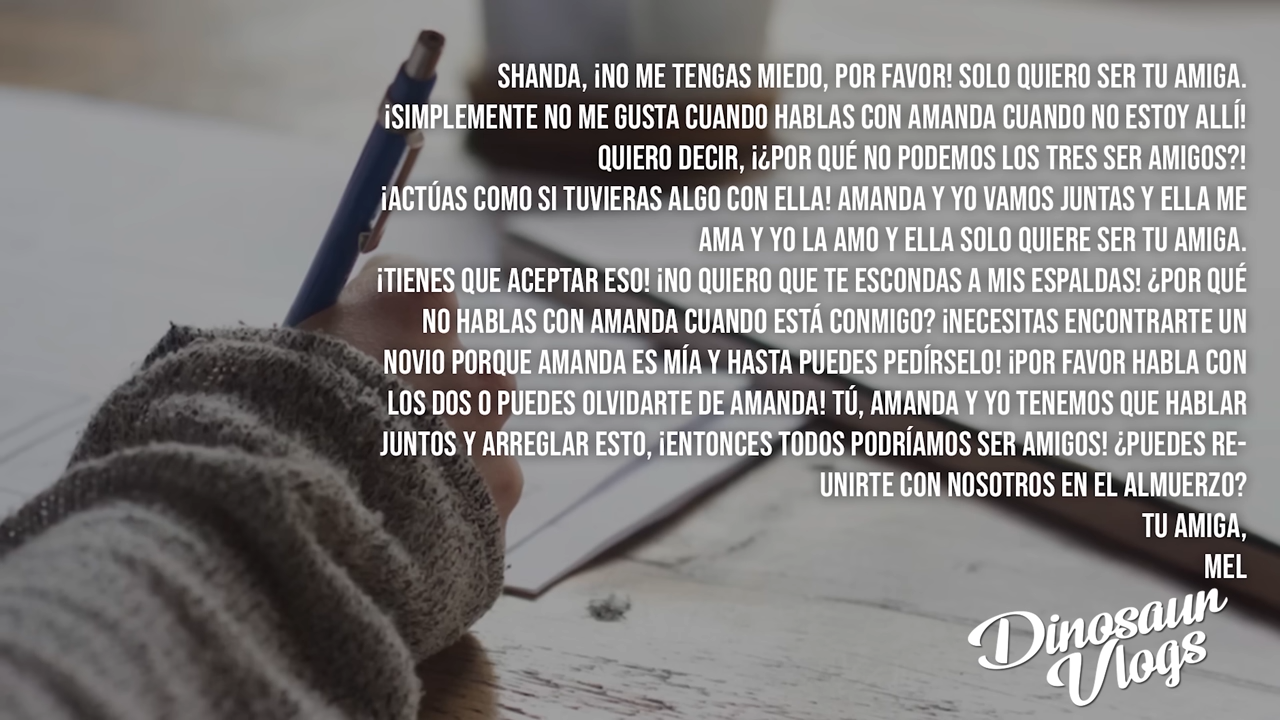 SHANDA, ¡NO ME TENGAS MIEDO, POR FAVOR! SOLO QUIERO SER TU AMIGA.
¡SIMPLEMENTE NO ME GUSTA CUANDO HABLAS CON AMANDA CUANDO NO ESTOY ALLÍ!
QUIERO DECIR, ¡¿POR QUÉ NO PODEMOS LOS TRES SER AMIGOS?!
¡ACTÚAS COMO SI TUVIERAS ALGO CON ELLA! AMANDA Y YO VAMOS JUNTAS Y ELLA ME
AMA Y YO LA AMO Y ELLA SOLO QUIERE SER TU AMIGA.
¡TIENES QUE ACEPTAR ESO! ¡NO QUIERO QUE TE ESCONDAS A MIS ESPALDAS! ¿POR QUÉ
NO HABLAS CON AMANDA CUANDO ESTÁ CONMIGO? ¡NECESITAS ENCONTRARTE UN
NOVIO PORQUE AMANDA ES MÍA Y HASTA PUEDES PEDÍRSELO! ¡POR FAVOR HABLA CON
LOS DOS O PUEDES OLVIDARTE DE AMANDA! TÚ, AMANDA Y YO TENEMOS QUE HABLAR
JUNTOS Y ARREGLAR ESTO, ¡ENTONCES TODOS PODRÍAMOS SER AMIGOS! ¿PUEDES RE-
UNIRTE CON NOSOTROS EN EL ALMUERZO?
TU AMIGA,
MEL
Dinosaur
Vlogs